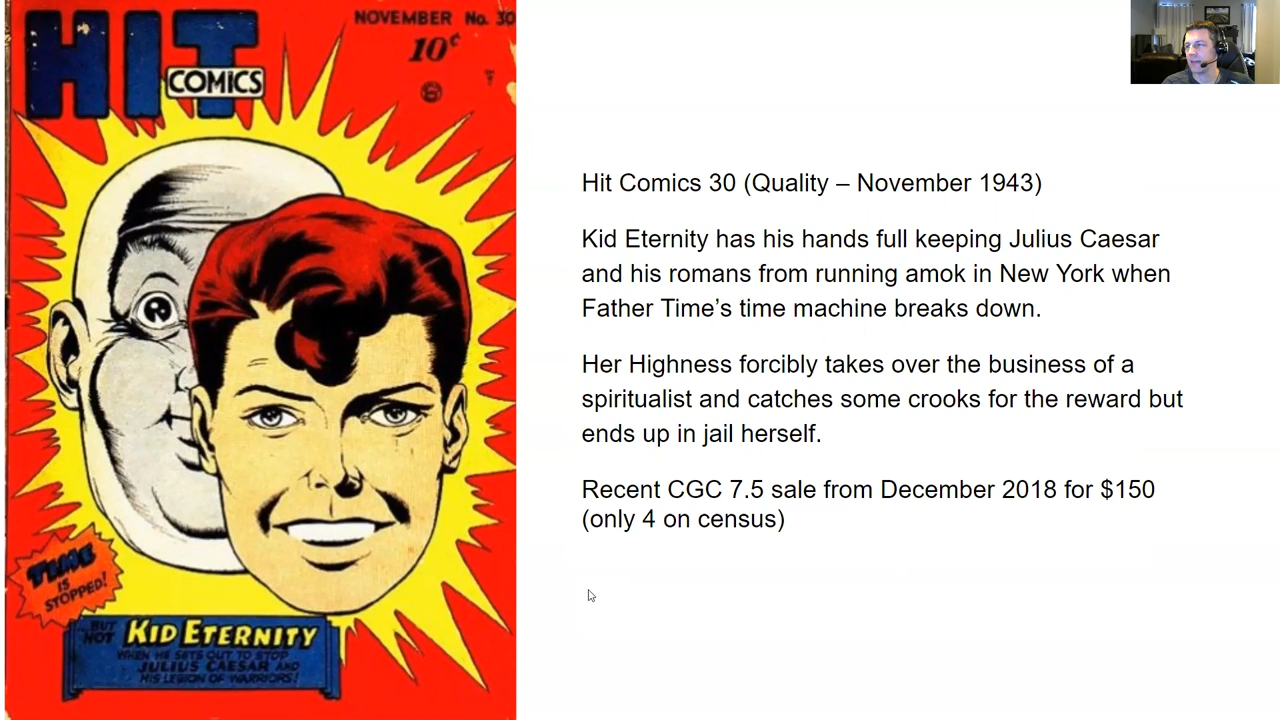 NOVEMBER No. 30
HIT
10¢
COMICS
Hit Comics 30 (Quality – November 1943)
Kid Eternity has his hands full keeping Julius Caesar
and his romans from running amok in New York when
Father Time’s time machine breaks down.
Her Highness forcibly takes over the business of a
spiritualist and catches some crooks for the reward but
ends up in jail herself.
Recent CGC 7.5 sale from December 2018 for $150
(only 4 on census)
TIME
IS
STOPPED!
BUT
NOT KID ETERNITY
WHEN HE SETS OUT TO STOP
JULIUS CAESAR AND
HIS LEGION OF WARRIORS!